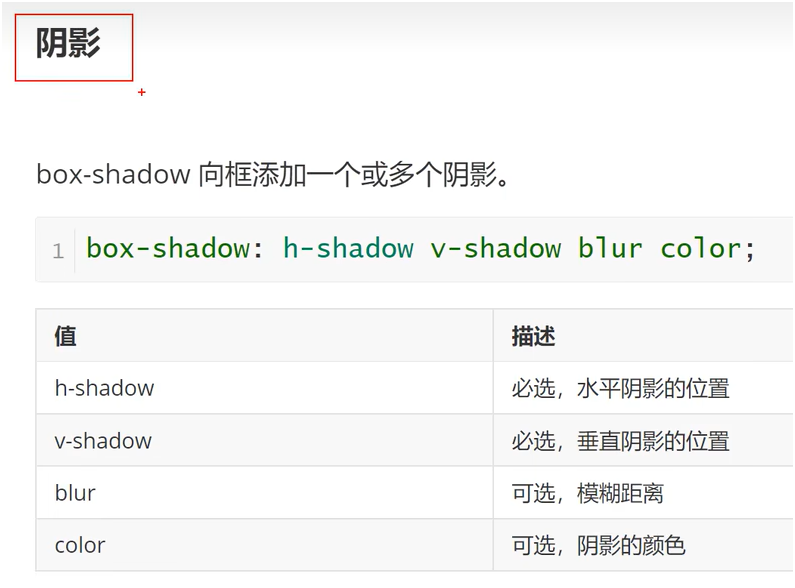 阴影
box-shadow 向框添加一个或多个阴影。
1 box-shadow: h-shadow v-shadow blur color;
值 描述
h-shadow 必选，水平阴影的位置
v-shadow 必选，垂直阴影的位置
blur 可选，模糊距离
color 可选，阴影的颜色